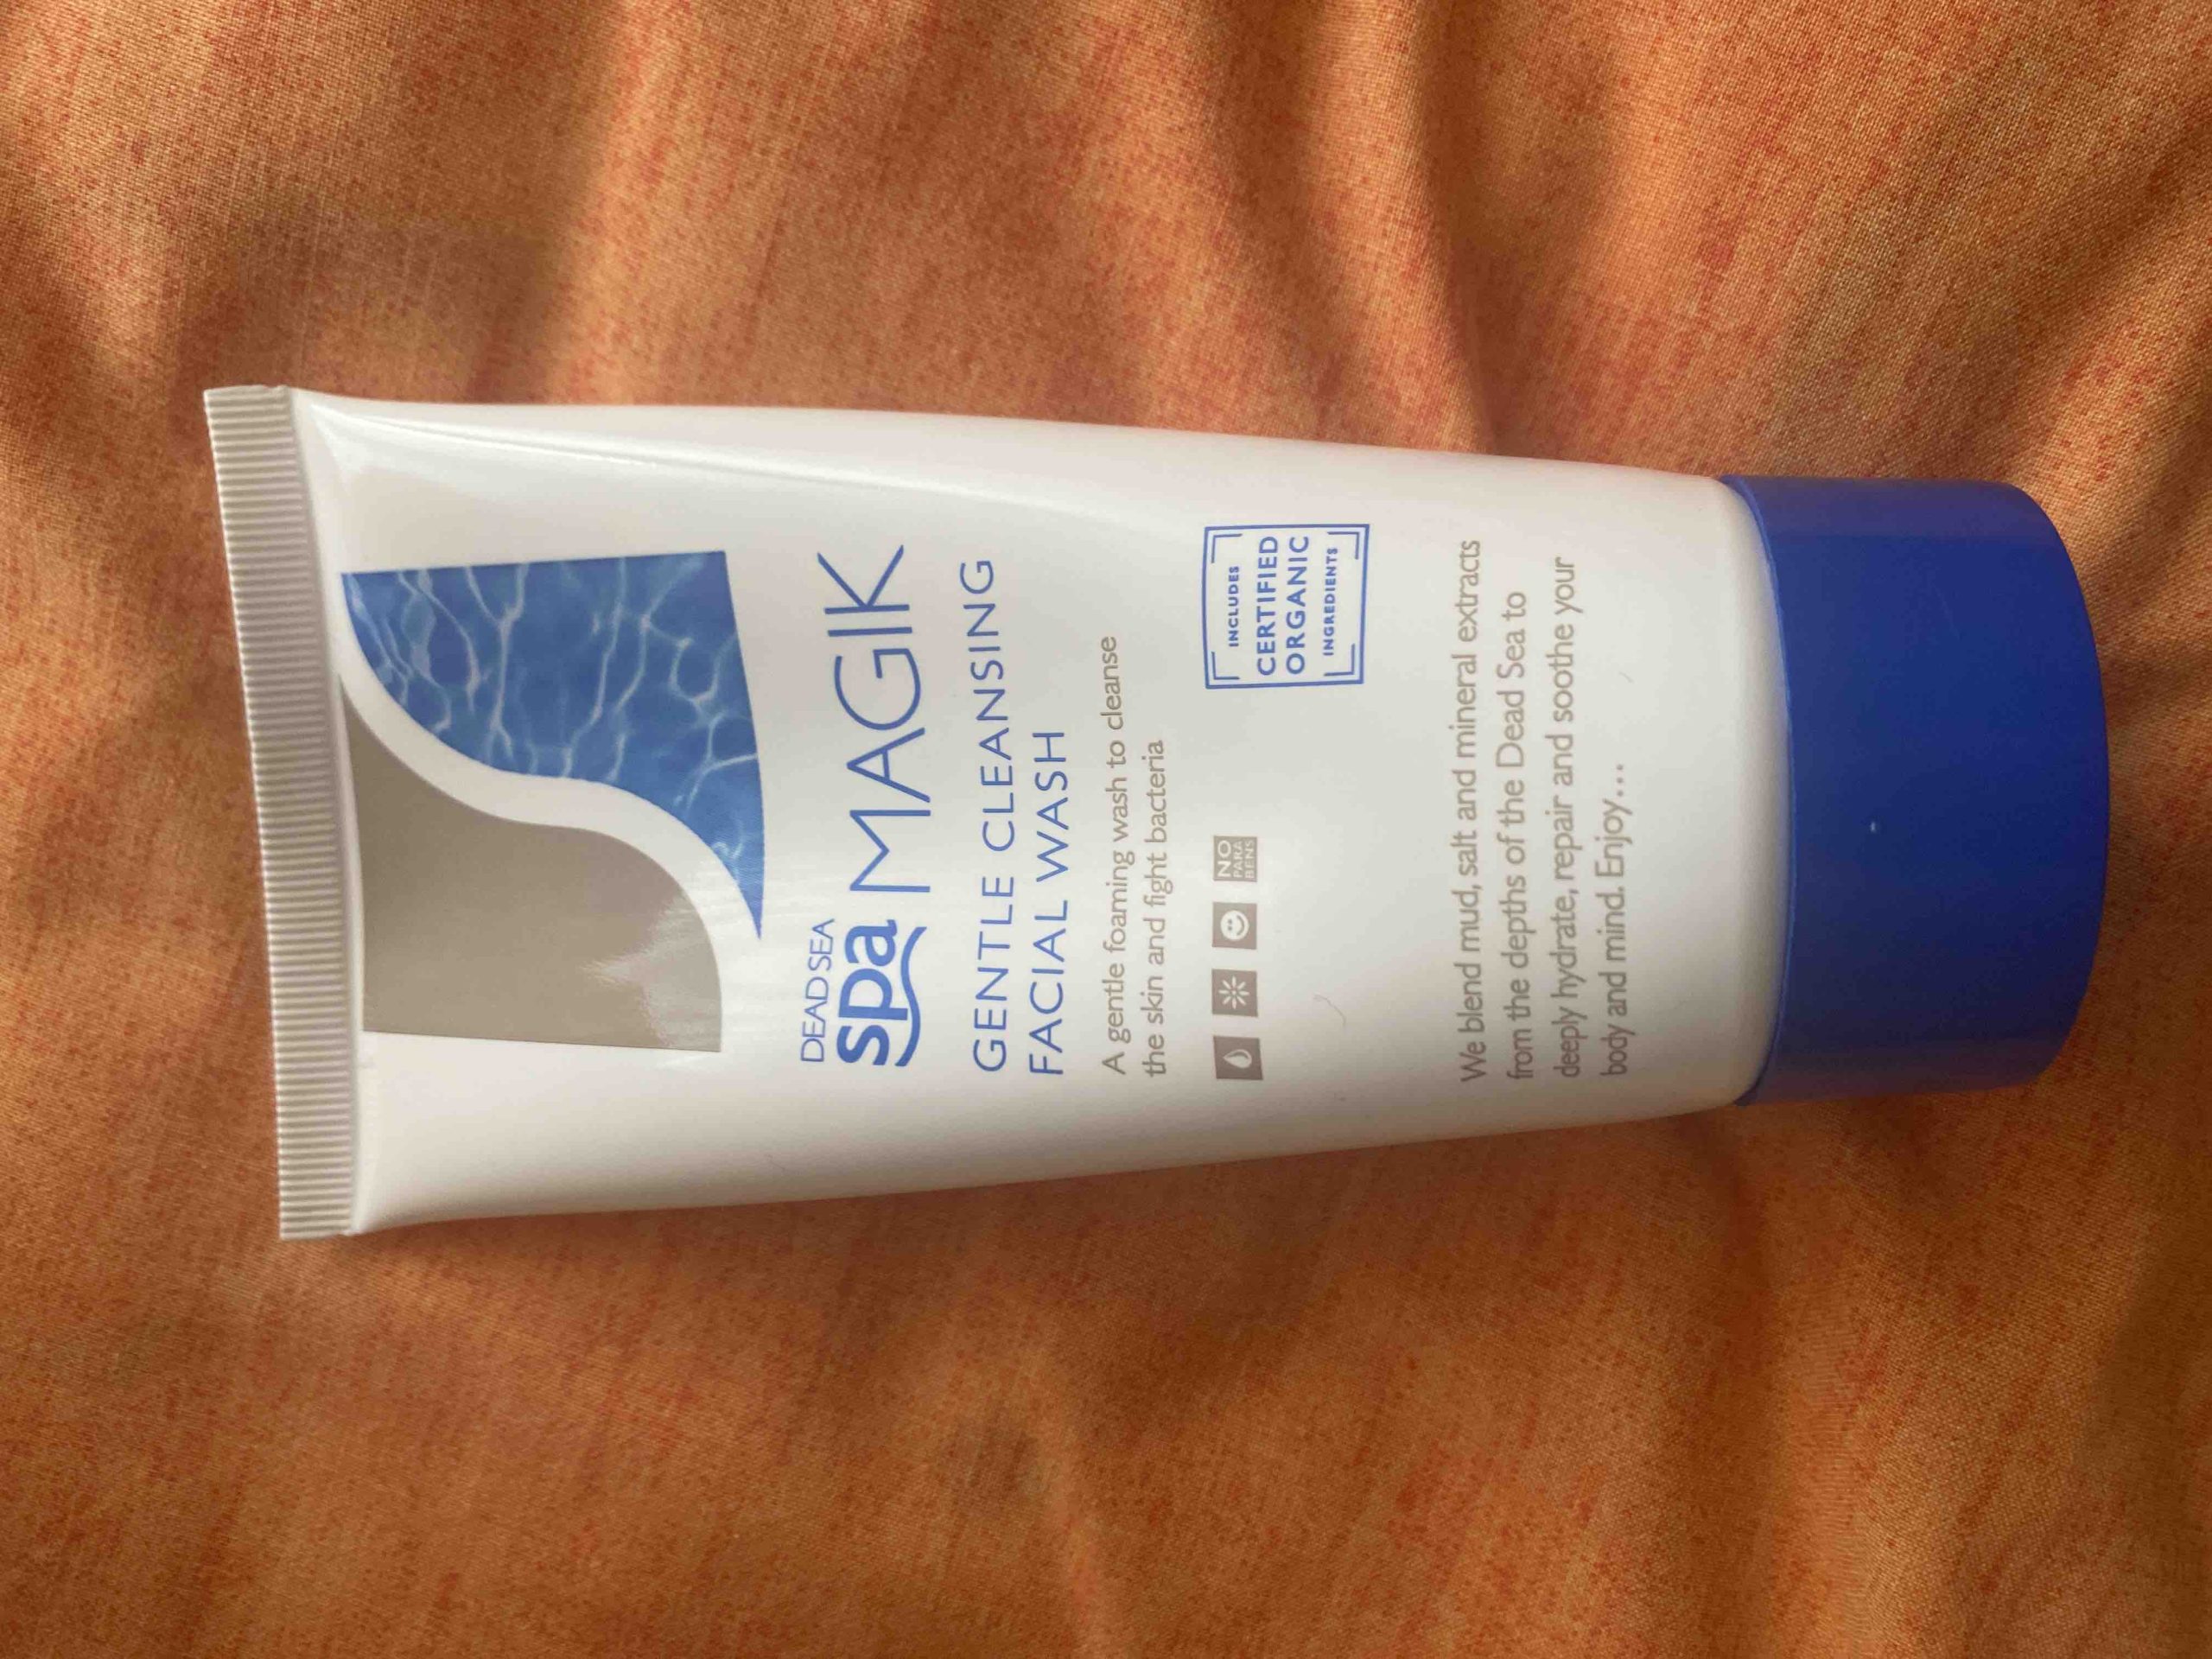 DEAD SEA
spa MAGIK
GENTLE CLEANSING
FACIAL WASH
A gentle foaming wash to cleanse
the skin and fight bacteria
NO
PARA
BENS
INCLUDES
CERTIFIED
ORGANIC
INGREDIENTS
We blend mud, salt and mineral extracts
from the depths of the Dead Sea to
deeply hydrate, repair and soothe your
body and mind. Enjoy...